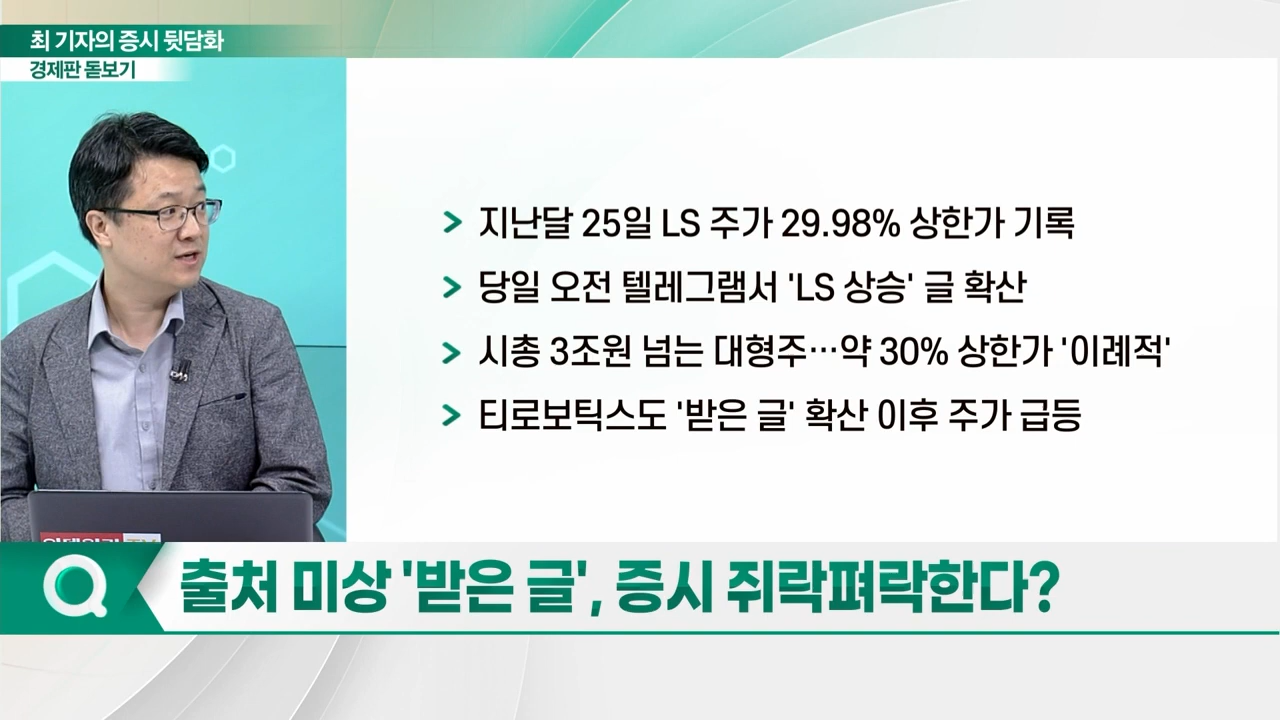 최 기자의 증시 뒷담화
경제판 돋보기
> 지난달 25일 LS 주가 29.98% 상한가 기록
> 당일 오전 텔레그램서 'LS 상승' 글 확산
> 시총 3조원 넘는 대형주…약 30% 상한가 '이례적'
> 티로보틱스도 '받은 글' 확산 이후 주가 급등
출처 미상 '받은 글', 증시 쥐락펴락한다?